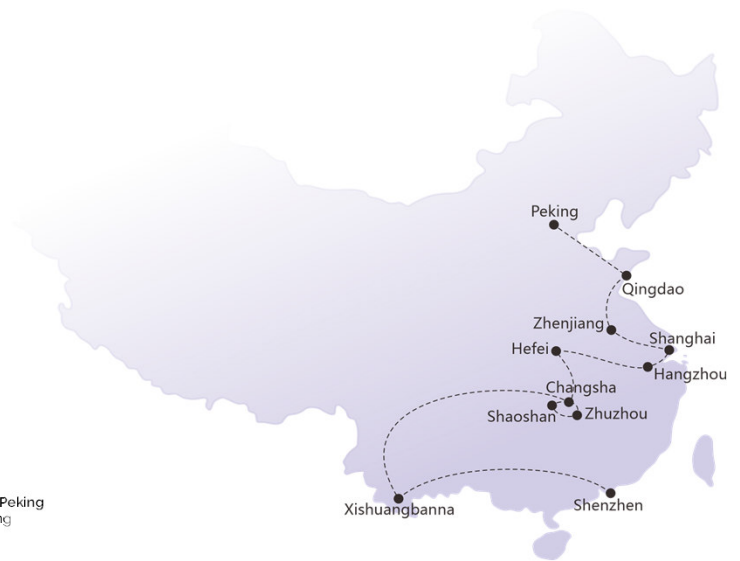 Peking
Qingdao
Zhenjiang
Shanghai
Hefei
Hangzhou
Changsha
Shaoshan
Zhuzhou
Xishuangbanna
Shenzhen
Peking